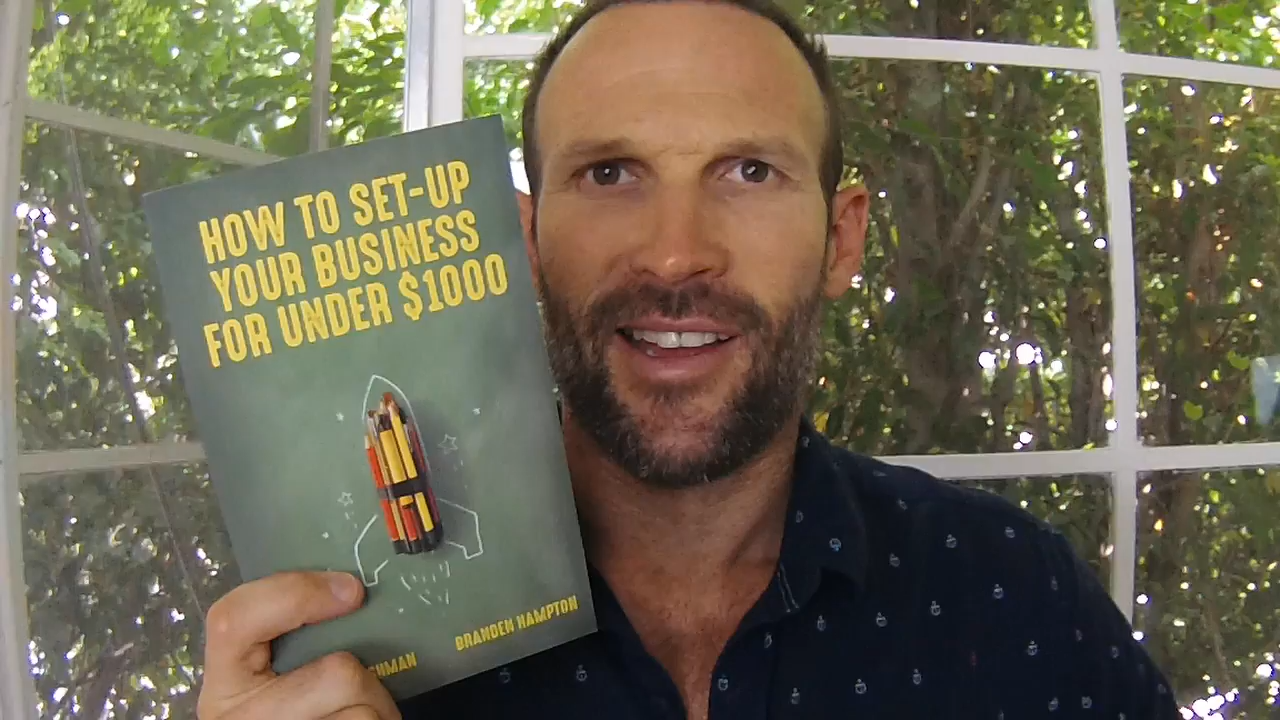 HOW TO SET-UP
YOUR BUSINESS
FOR UNDER $1000
BRANDEN HAMPTON